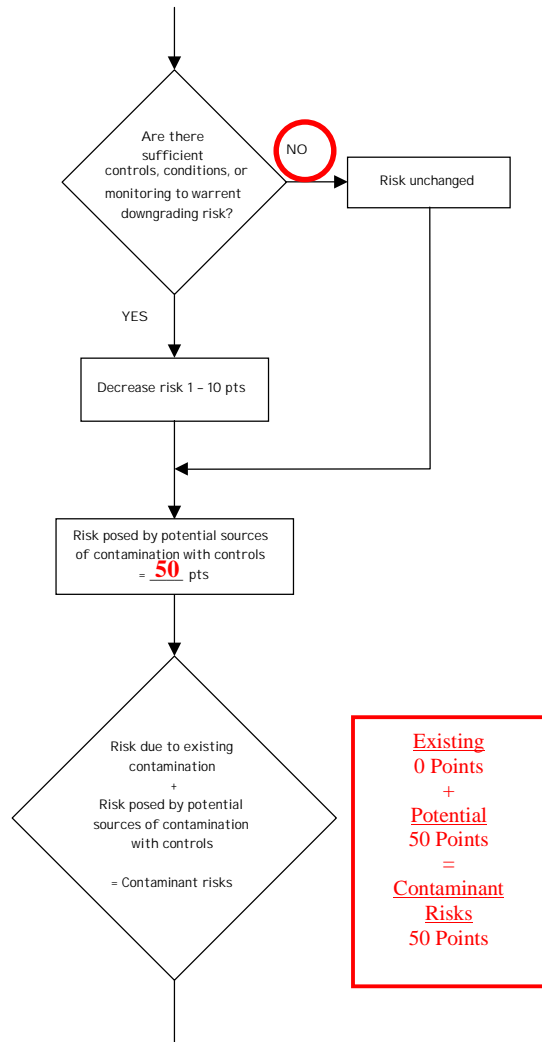 Are there
sufficient
controls, conditions, or
monitoring to warrent
downgrading risk?
NO
Risk unchanged
YES
Decrease risk 1 – 10 pts
Risk posed by potential sources
of contamination with controls
= 50 pts
Risk due to existing
contamination
+
Risk posed by potential
sources of contamination
with controls
= Contaminant risks
Existing
0 Points
+
Potential
50 Points
=
Contaminant
Risks
50 Points